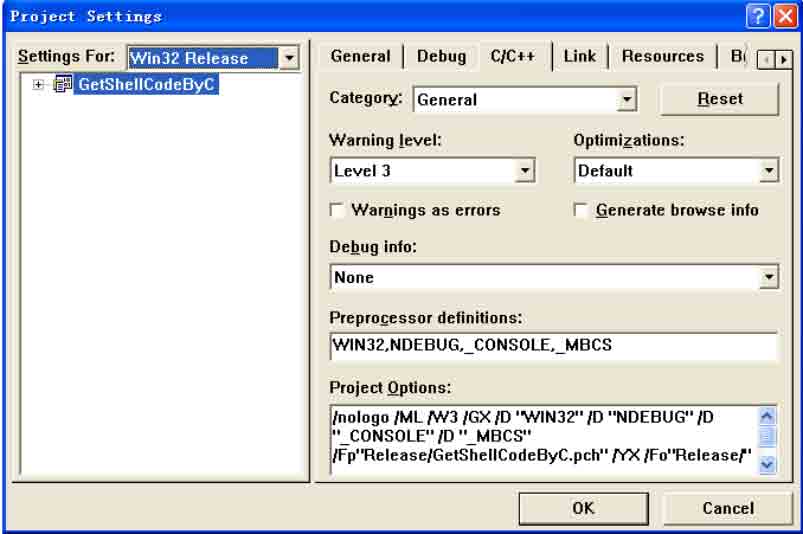 Project Settings
Settings For: Win32 Release
GetShellCodeByC
General Debug C/C++ Link Resources
Category: General Reset
Warning level: Optimizations:
Level 3 Default
Warnings as errors Generate browse info
Debug info:
None
Preprocessor definitions:
WIN32,NDEBUG,_CONSOLE,_MBCS
Project Options:
/nologo /ML /W3 /GX /D "WIN32" /D "NDEBUG" /D
"_CONSOLE" /D "_MBCS"
/Fp"Release/GetShellCodeByC.pch" /YX /Fo"Release/"
OK Cancel